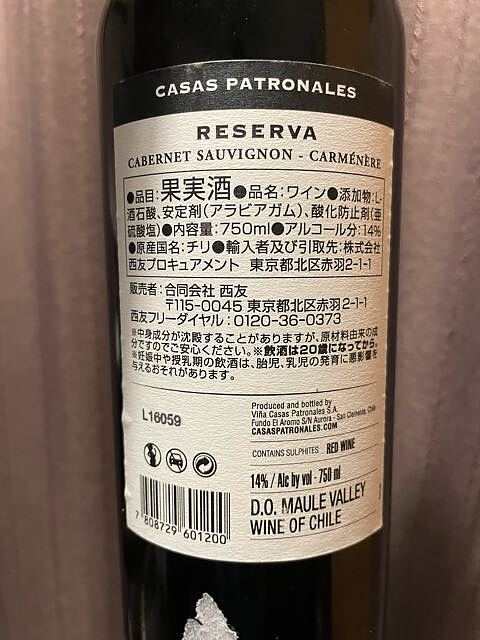 CASAS PATRONALES
RESERVA
CABERNET SAUVIGNON - CARMÉNÈRE
●品目:果実酒●品名:ワイン●添加物:L-
酒石酸、安定剤(アラビアガム)、酸化防止剤(亜
硫酸塩)●内容量:750ml●アルコール分:14%
●原産国名:チリ●輸入者及び引取先:株式会社
西友プロキュアメント 東京都北区赤羽2-1-1
販売者:合同会社 西友
〒115-0045 東京都北区赤羽2-1-1
西友フリーダイヤル:0120-36-0373
※中身成分が沈殿することがありますが、原材料由来の成
分ですのでご安心ください。※飲酒は20歳になってから。
※妊娠中や授乳期の飲酒は、胎児、乳児の発育に悪影響を
与えるおそれがあります。
L16059
Produced and bottled by
Viña Casas Patronales S.A.
Fundo El Aromo S/N Aurora - San Clemente, Chile
CASASPATRONALES.COM
CONTAINS SULPHITES RED WINE
14% / Alc by vol - 750 ml
D.O. MAULE VALLEY
WINE OF CHILE
7 808729 601200